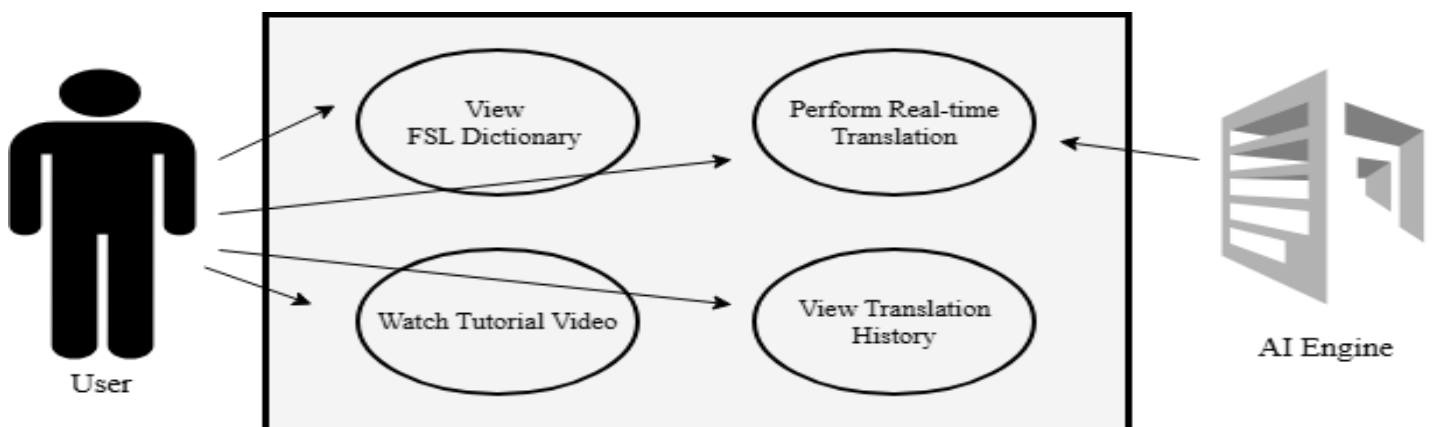 View
FSL Dictionary
Perform Real-time
Translation
Watch Tutorial Video
View Translation
History
User
AI Engine